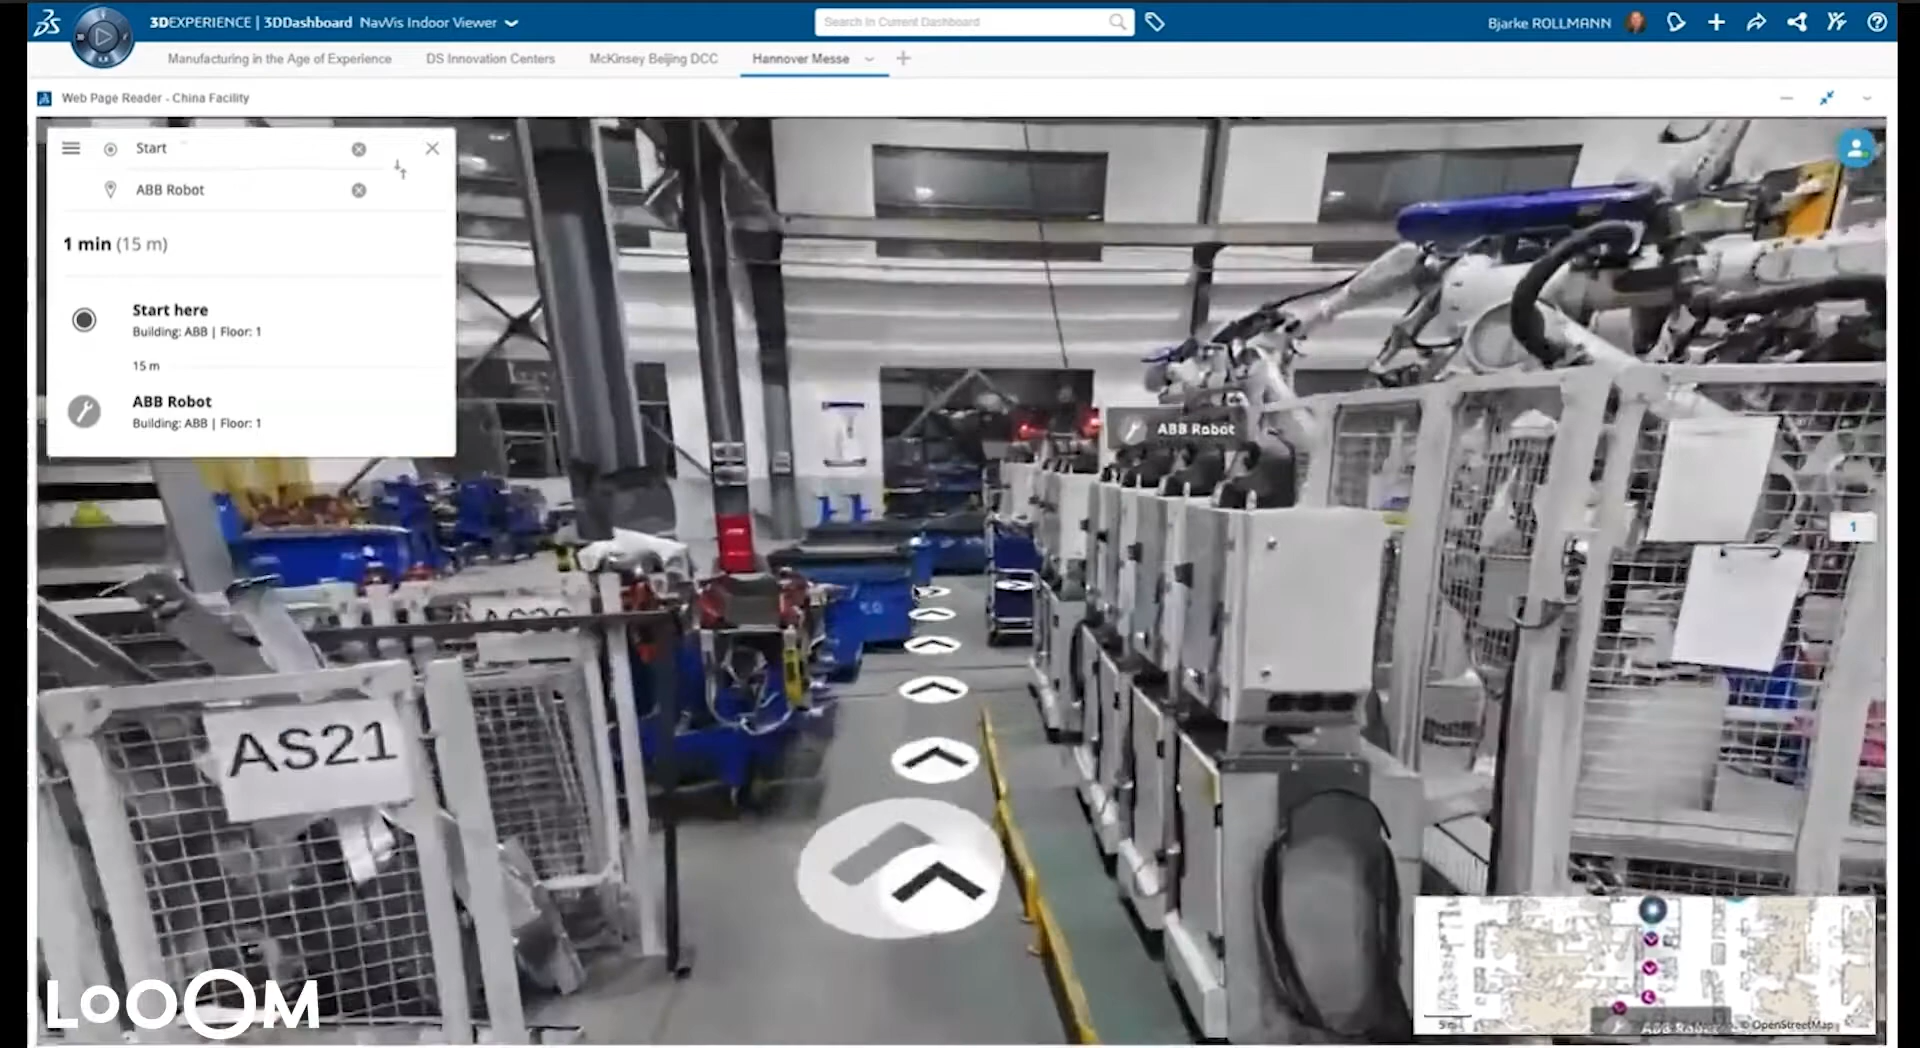 3DEXPERIENCE | 3DDashboard NavVis Indoor Viewer
Search In Current Dashboard
Bjarke ROLLMANN
Manufacturing in the Age of Experience
DS Innovation Centers
McKinsey Beijing DCC
Hannover Messe
Web Page Reader - China Facility
Start
ABB Robot
1 min (15 m)
Start here
Building: ABB | Floor: 1
15 m
ABB Robot
Building: ABB | Floor: 1
ABB Robot
1
AS21
LOOOM
5 m
ABB Robot
© OpenStreetMap